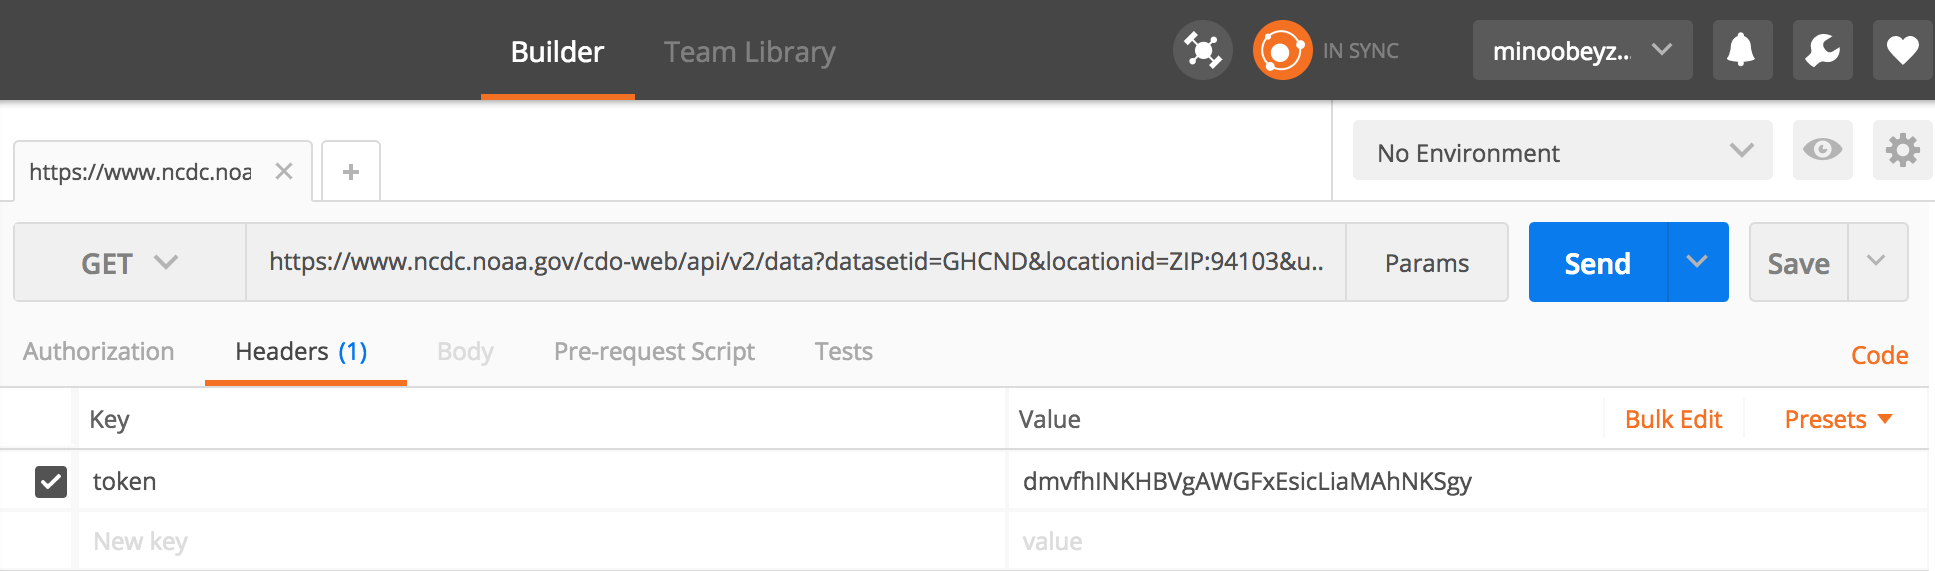 Builder Team Library IN SYNC minoobeyz...
https://www.ncdc.noa No Environment
GET https://www.ncdc.noaa.gov/cdo-web/api/v2/data?datasetid=GHCND&locationid=ZIP:94103&u.. Params Send Save
Authorization Headers (1) Body Pre-request Script Tests Code
Key Value Bulk Edit Presets
token dmvfhINKHBVgAWGFxEsicLiaMAhNKSgy
New key value